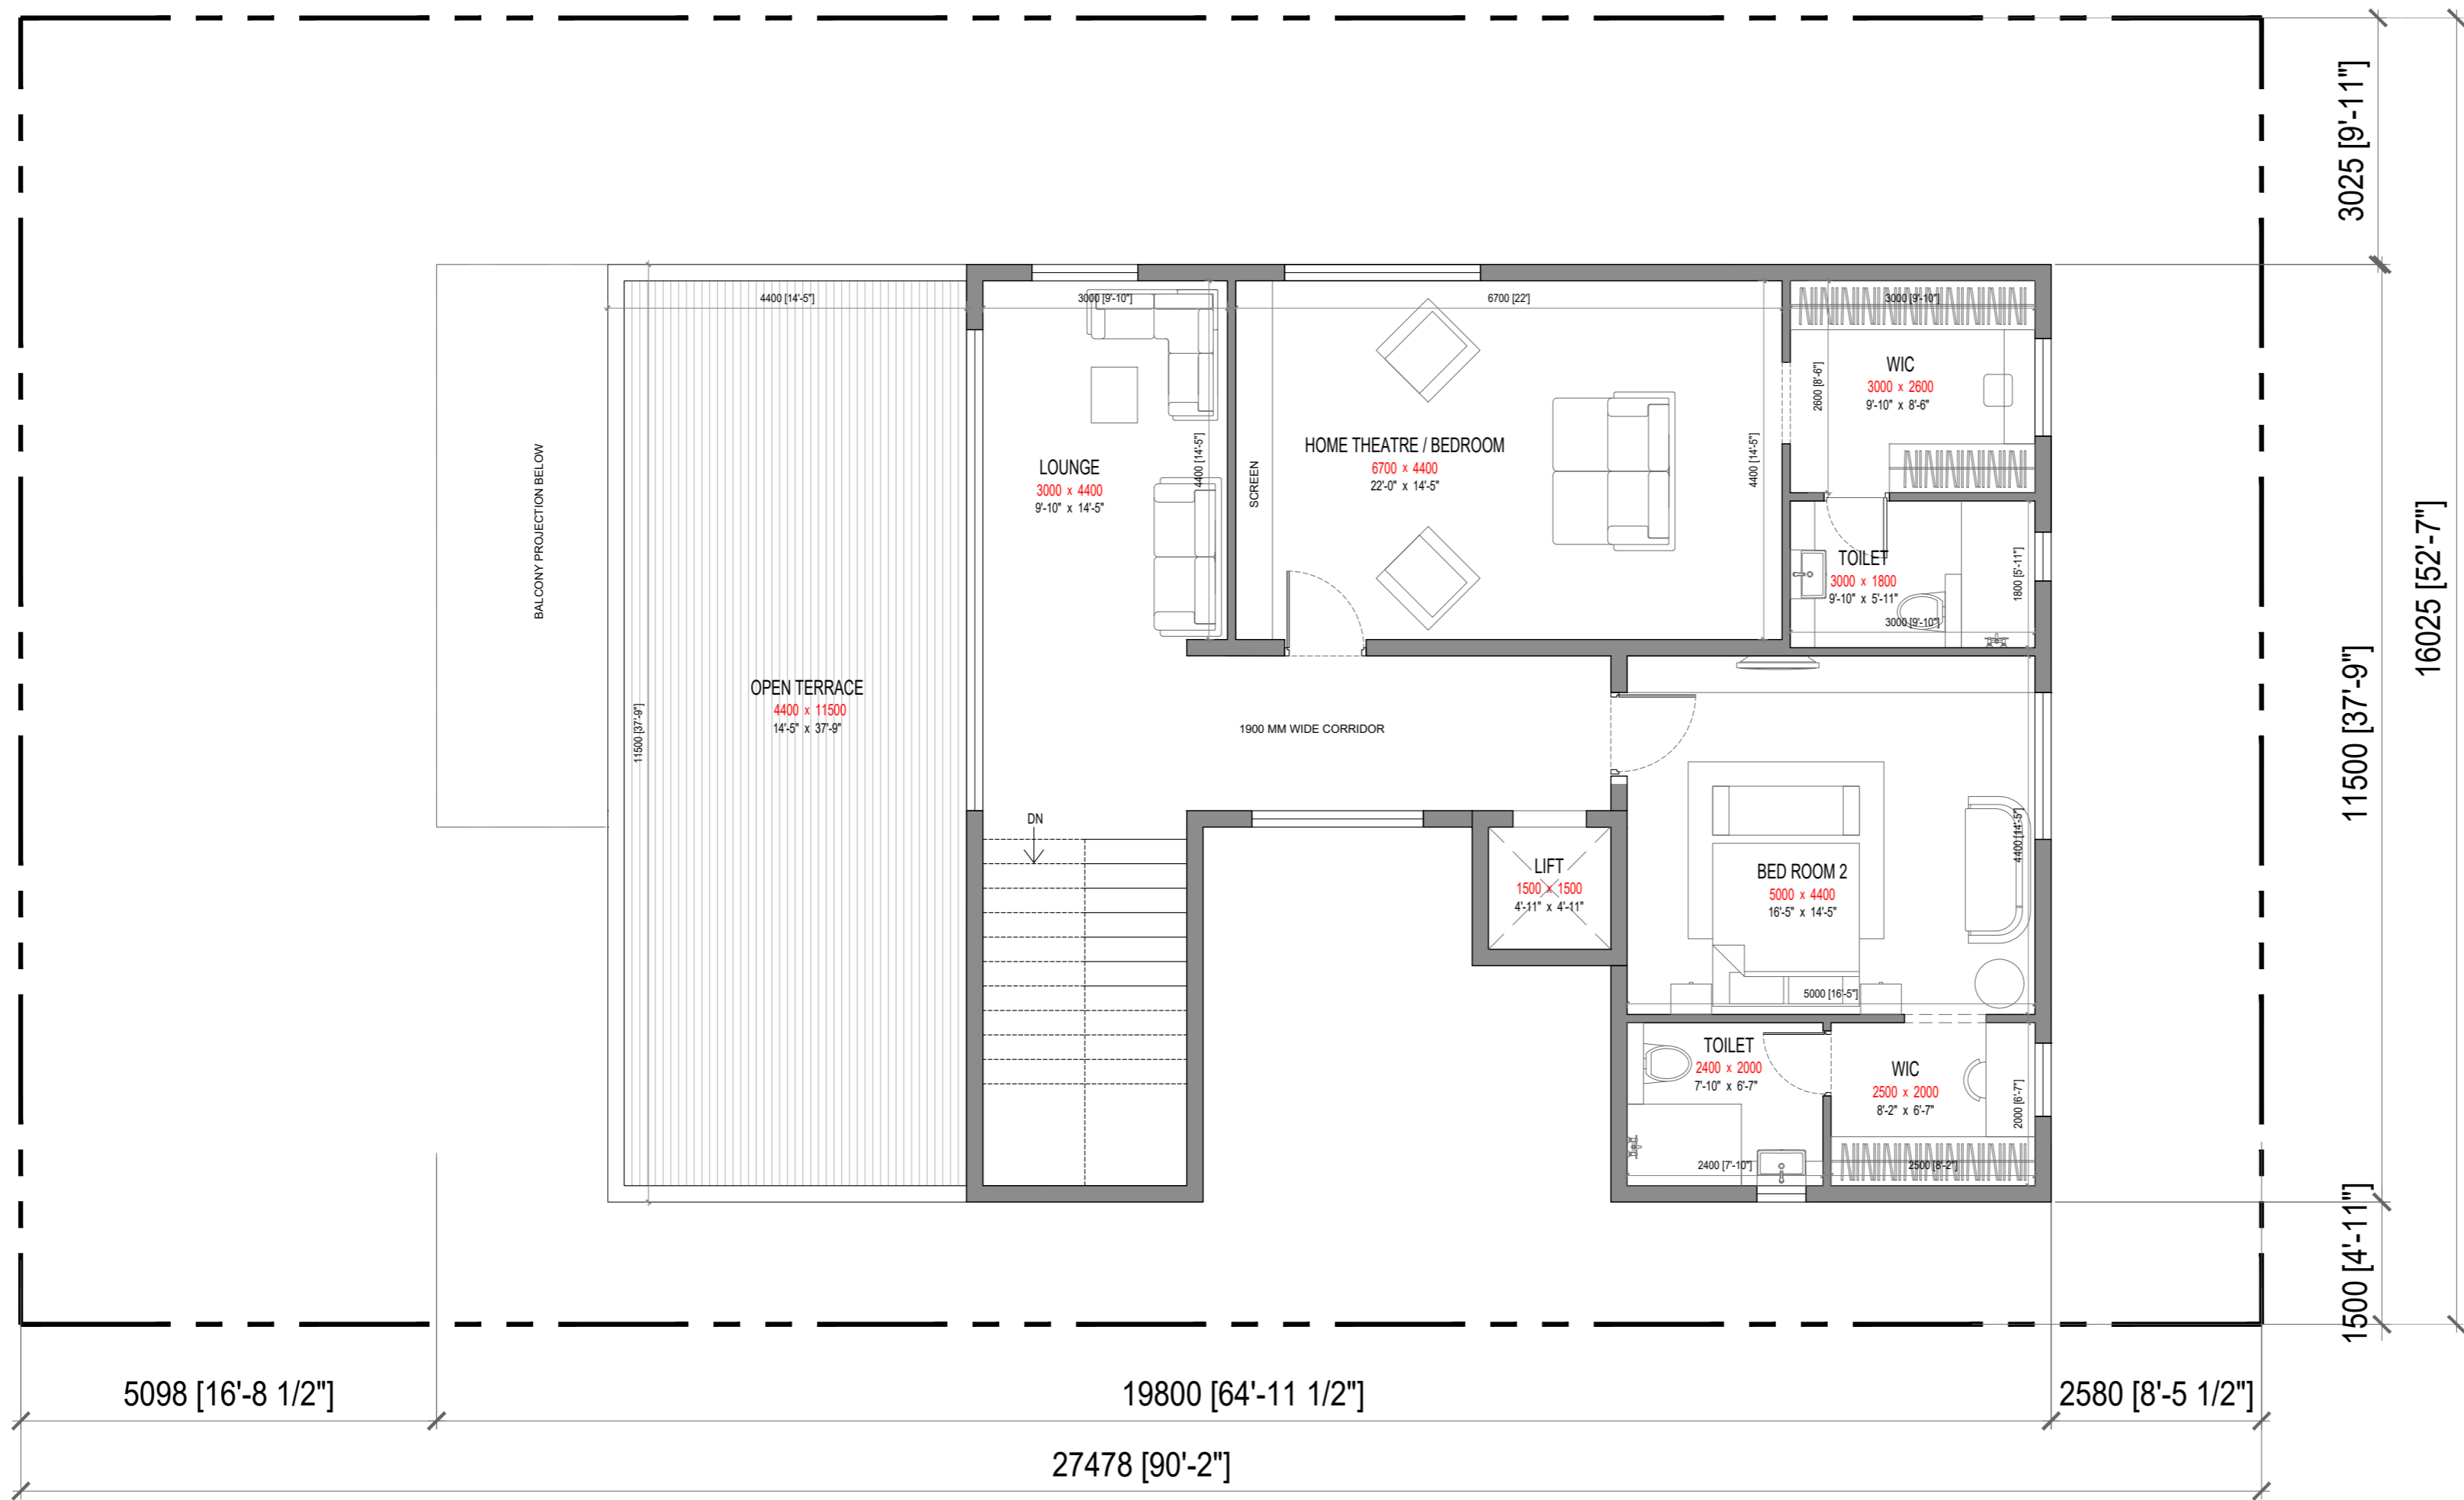 3025 [9'-11"]
16025 [52'-7"]
11500 [37'-9"]
1500 [4'-11"]
4400 [14'-5"]
3000 [9'-10"]
6700 [22']
3000 [9'-10"]
WIC
3000 x 2600
9'-10" x 8'-6"
2600 [8'-6"]
HOME THEATRE / BEDROOM
6700 x 4400
22'-0" x 14'-5"
SCREEN
4400 [14'-5"]
4400 [14'-5"]
LOUNGE
3000 x 4400
9'-10" x 14'-5"
BALCONY PROJECTION BELOW
TOILET
3000 x 1800
9'-10" x 5'-11"
1800 [5'-11"]
3000 [9'-10"]
OPEN TERRACE
4400 x 11500
14'-5" x 37'-9"
11500 [37'-9"]
1900 MM WIDE CORRIDOR
DN
LIFT
1500 x 1500
4'-11" x 4'-11"
BED ROOM 2
5000 x 4400
16'-5" x 14'-5"
4400 [14'-5"]
5000 [16'-5"]
TOILET
2400 x 2000
7'-10" x 6'-7"
WIC
2500 x 2000
8'-2" x 6'-7"
2000 [6'-7"]
2400 [7'-10"]
2500 [8'-2"]
5098 [16'-8 1/2"]
19800 [64'-11 1/2"]
2580 [8'-5 1/2"]
27478 [90'-2"]